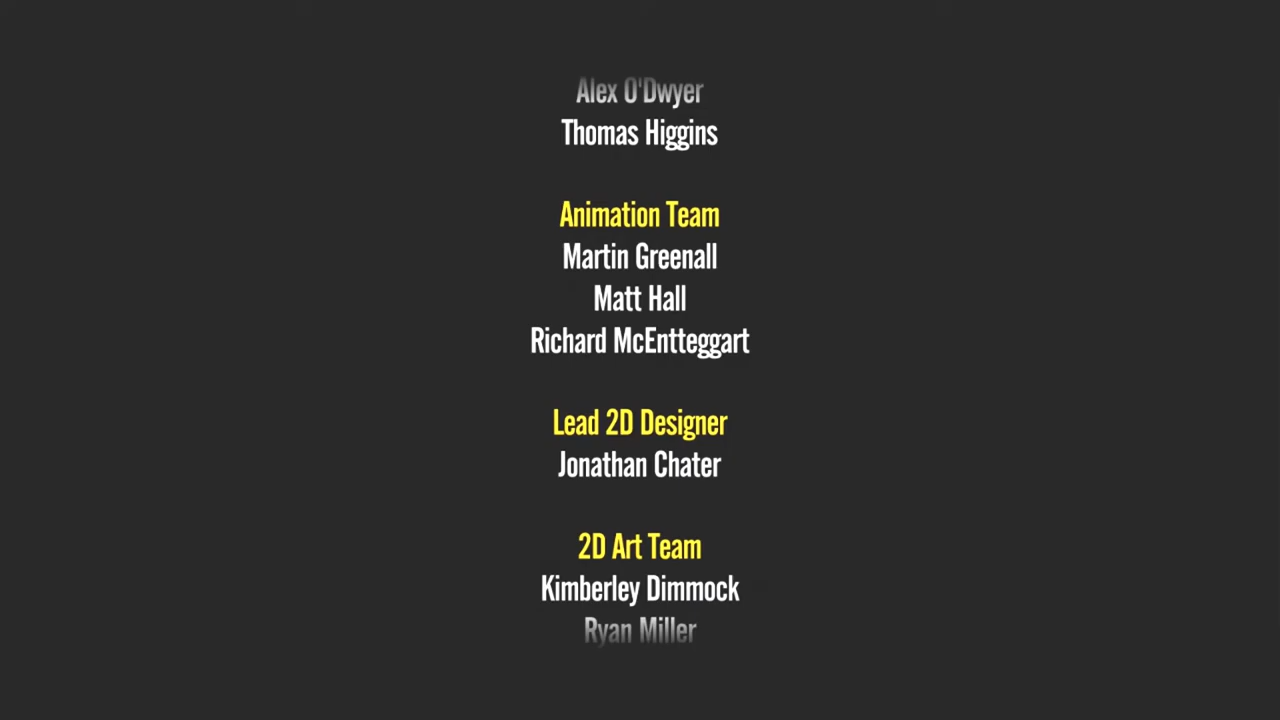 Alex O'Dwyer
Thomas Higgins
Animation Team
Martin Greenall
Matt Hall
Richard McEntteggart
Lead 2D Designer
Jonathan Chater
2D Art Team
Kimberley Dimmock
Ryan Miller